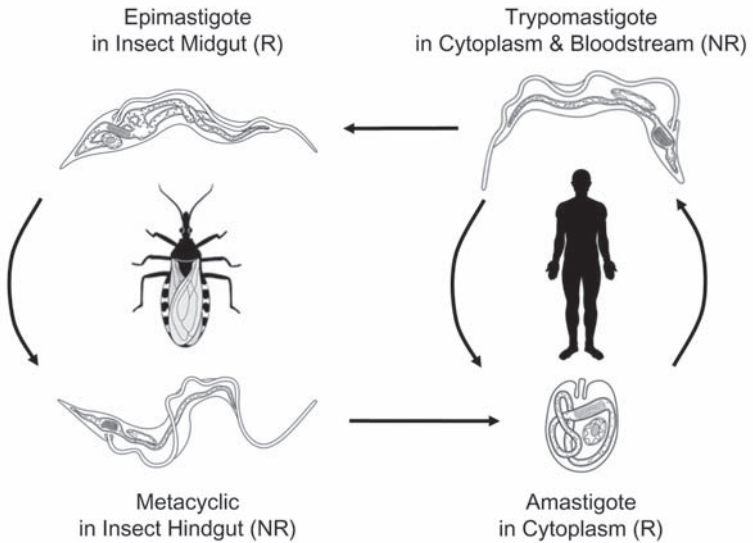 Epimastigote
in Insect Midgut (R)
Trypomastigote
in Cytoplasm & Bloodstream (NR)
Metacyclic
in Insect Hindgut (NR)
Amastigote
in Cytoplasm (R)